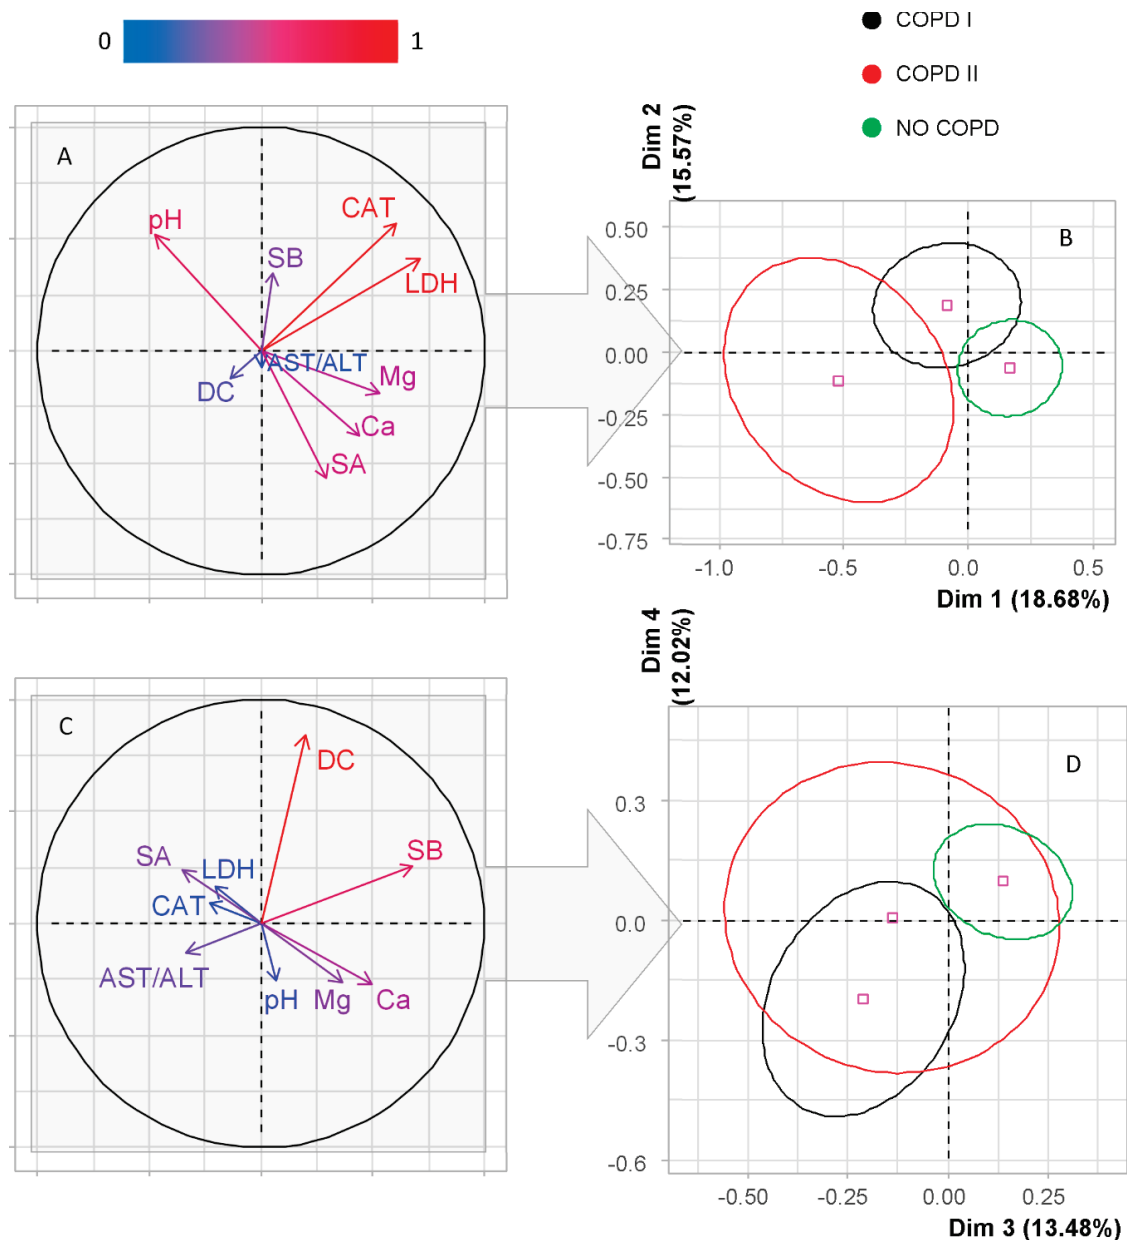 0
1
COPD I
COPD II
NO COPD
A
pH
CAT
SB
LDH
AST/ALT
DC
Mg
Ca
SA
Dim 2
(15.57%)
B
0.50
0.25
0.00
-0.25
-0.50
-0.75
-1.0
-0.5
0.0
0.5
Dim 1 (18.68%)
C
DC
SB
SA
LDH
CAT
AST/ALT
pH
Mg
Ca
Dim 4
(12.02%)
D
0.3
0.0
-0.3
-0.6
-0.50
-0.25
0.00
0.25
Dim 3 (13.48%)